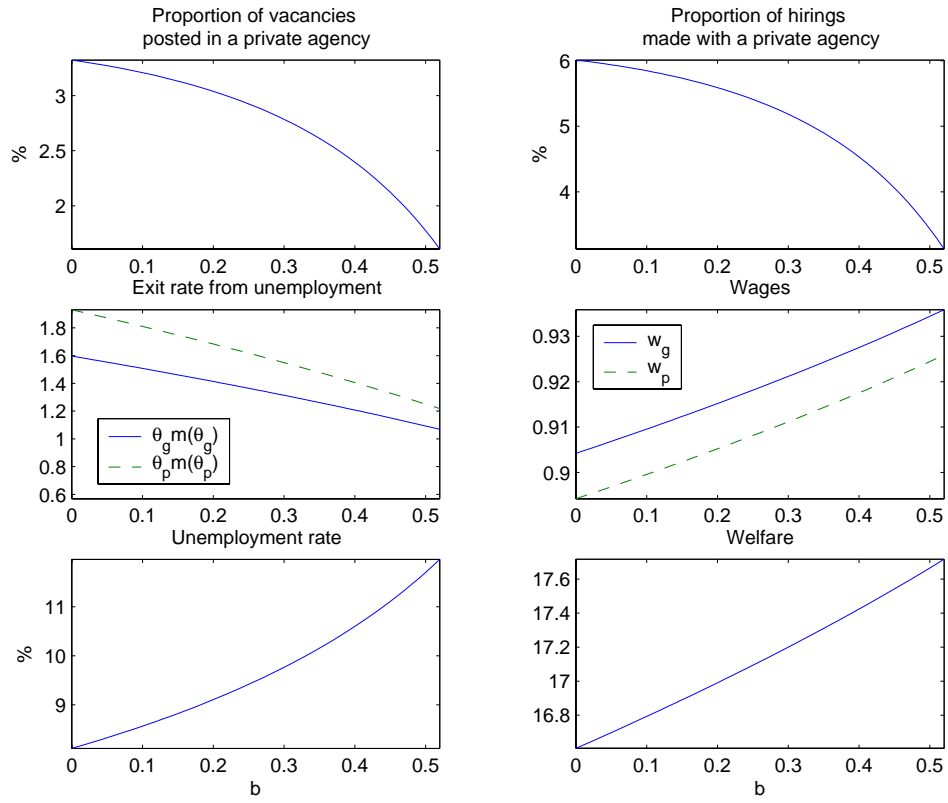 Proportion of vacancies
posted in a private agency
%
3
2.5
2
0 0.1 0.2 0.3 0.4 0.5
Proportion of hirings
made with a private agency
%
6
5
4
0 0.1 0.2 0.3 0.4 0.5
Exit rate from unemployment
1.8
1.6
1.4
1.2
1
0.8
0.6
θ_g m(θ_g)
θ_p m(θ_p)
0 0.1 0.2 0.3 0.4 0.5
Wages
0.93
0.92
0.91
0.9
w_g
w_p
0 0.1 0.2 0.3 0.4 0.5
Unemployment rate
%
11
10
9
0 0.1 0.2 0.3 0.4 0.5
b
Welfare
17.6
17.4
17.2
17
16.8
0 0.1 0.2 0.3 0.4 0.5
b